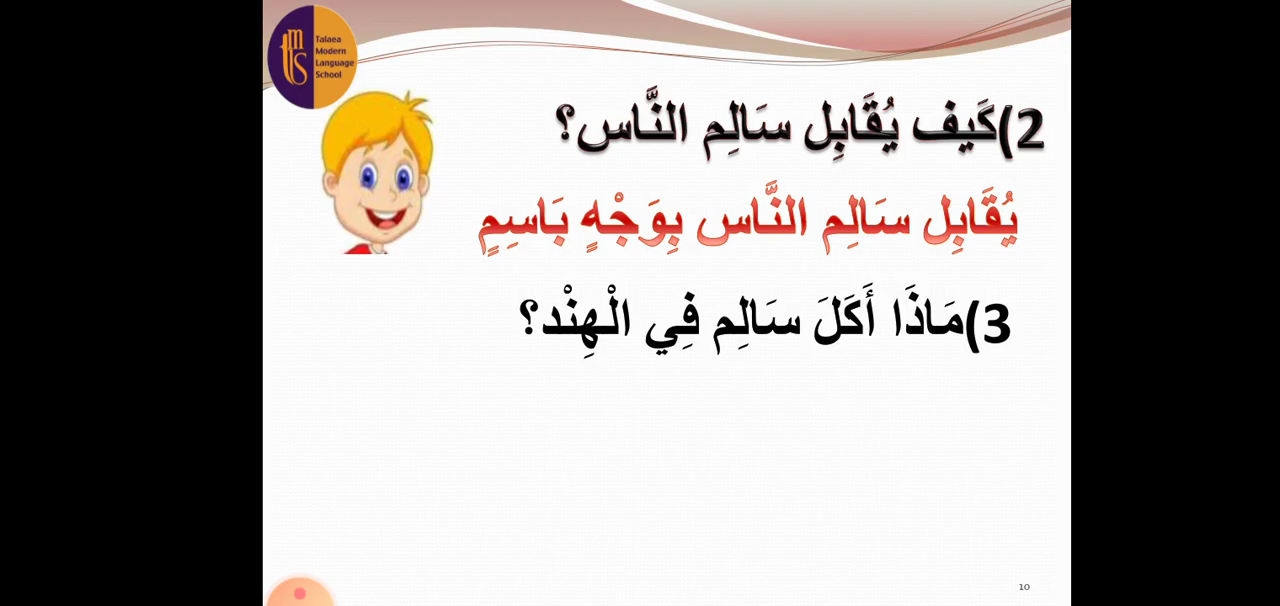 Talaea
Modern
Language
School
mts
2)كَيف يُقَابِل سَالِم النَّاس؟
يُقَابِل سَالِم النَّاس بِوَجْهٍ بَاسِمٍ
3)مَاذَا أَكَلَ سَالِم فِي الْهِنْد؟
10